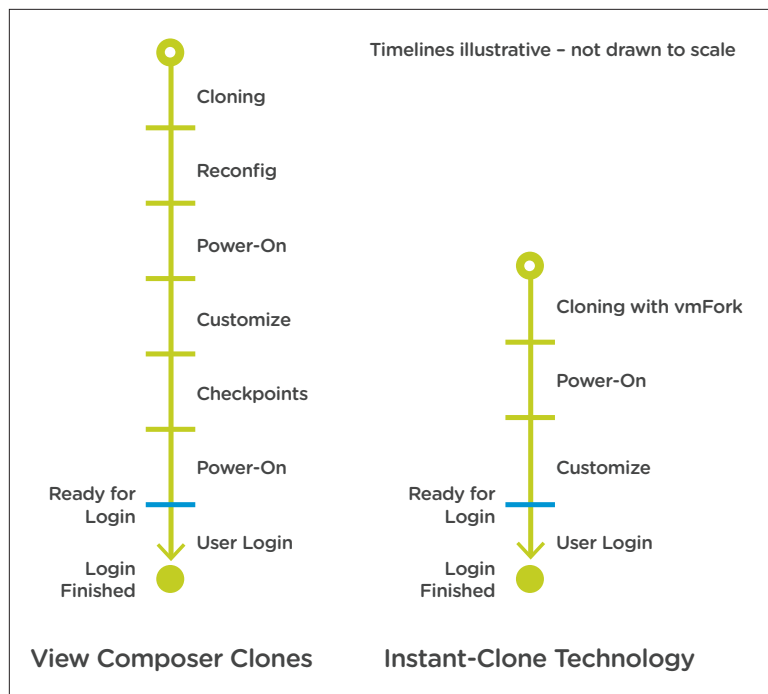 Timelines illustrative – not drawn to scale
Cloning
Reconfig
Power-On
Customize
Checkpoints
Power-On
Ready for
Login
User Login
Login
Finished
View Composer Clones
Cloning with vmFork
Power-On
Customize
Ready for
Login
User Login
Login
Finished
Instant-Clone Technology